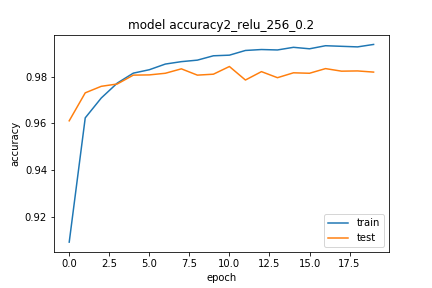 model accuracy2_relu_256_0.2
accuracy
0.98
0.96
0.94
0.92
0.0 2.5 5.0 7.5 10.0 12.5 15.0 17.5
epoch
train
test